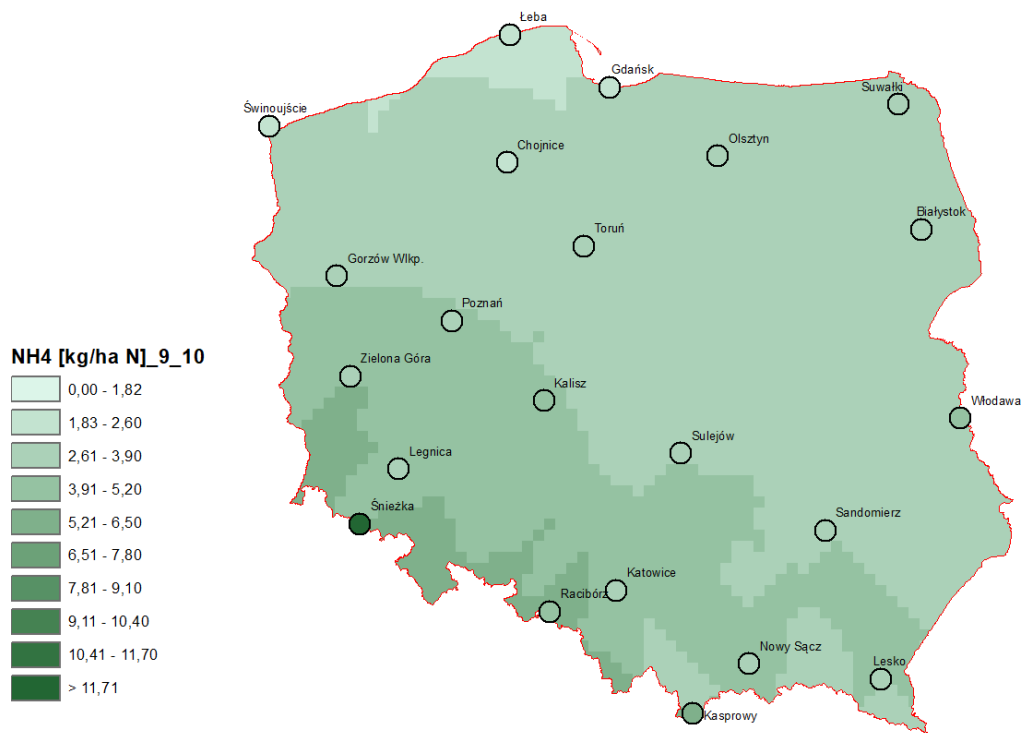 Łeba
Gdańsk
Suwałki
Świnoujście
Chojnice
Olsztyn
Białystok
Toruń
Gorzów Wlkp.
Poznań
Zielona Góra
Kalisz
Włodawa
Sulejów
Legnica
Śnieżka
Sandomierz
Katowice
Racibórz
Nowy Sącz
Lesko
Kasprowy
NH4 [kg/ha N]_9_10
0,00 - 1,82
1,83 - 2,60
2,61 - 3,90
3,91 - 5,20
5,21 - 6,50
6,51 - 7,80
7,81 - 9,10
9,11 - 10,40
10,41 - 11,70
> 11,71